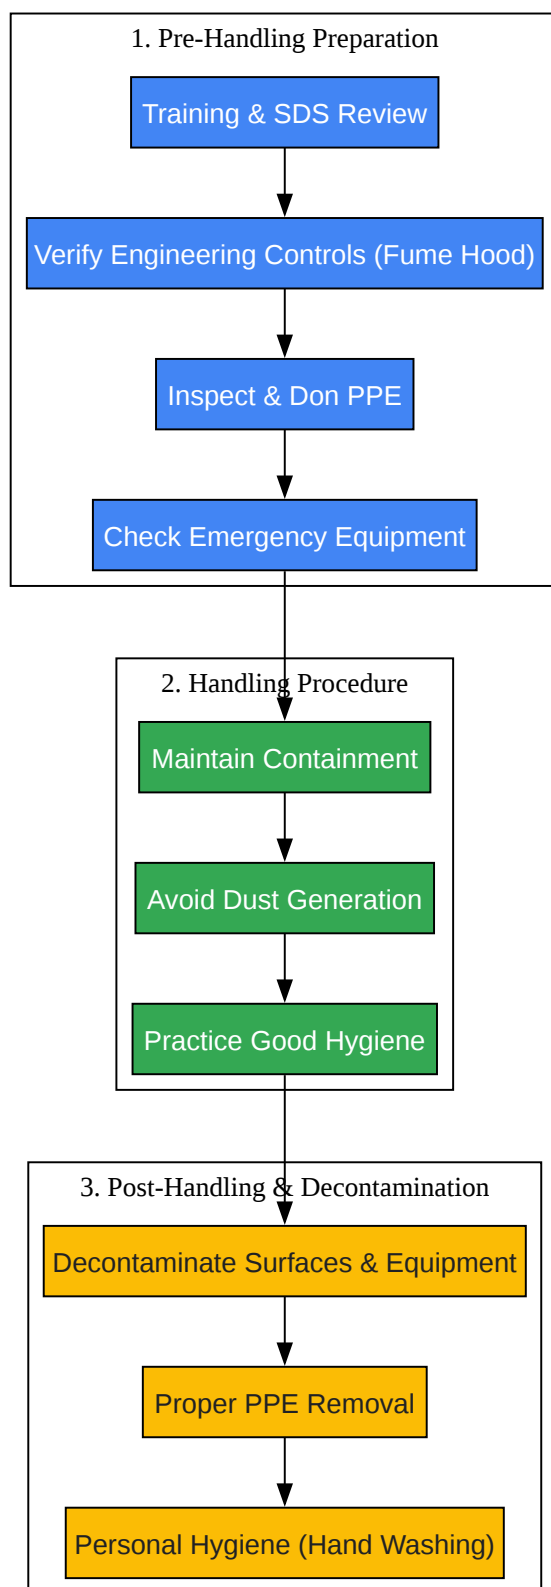 1. Pre-Handling Preparation
Training & SDS Review
Verify Engineering Controls (Fume Hood)
Inspect & Don PPE
Check Emergency Equipment
2. Handling Procedure
Maintain Containment
Avoid Dust Generation
Practice Good Hygiene
3. Post-Handling & Decontamination
Decontaminate Surfaces & Equipment
Proper PPE Removal
Personal Hygiene (Hand Washing)